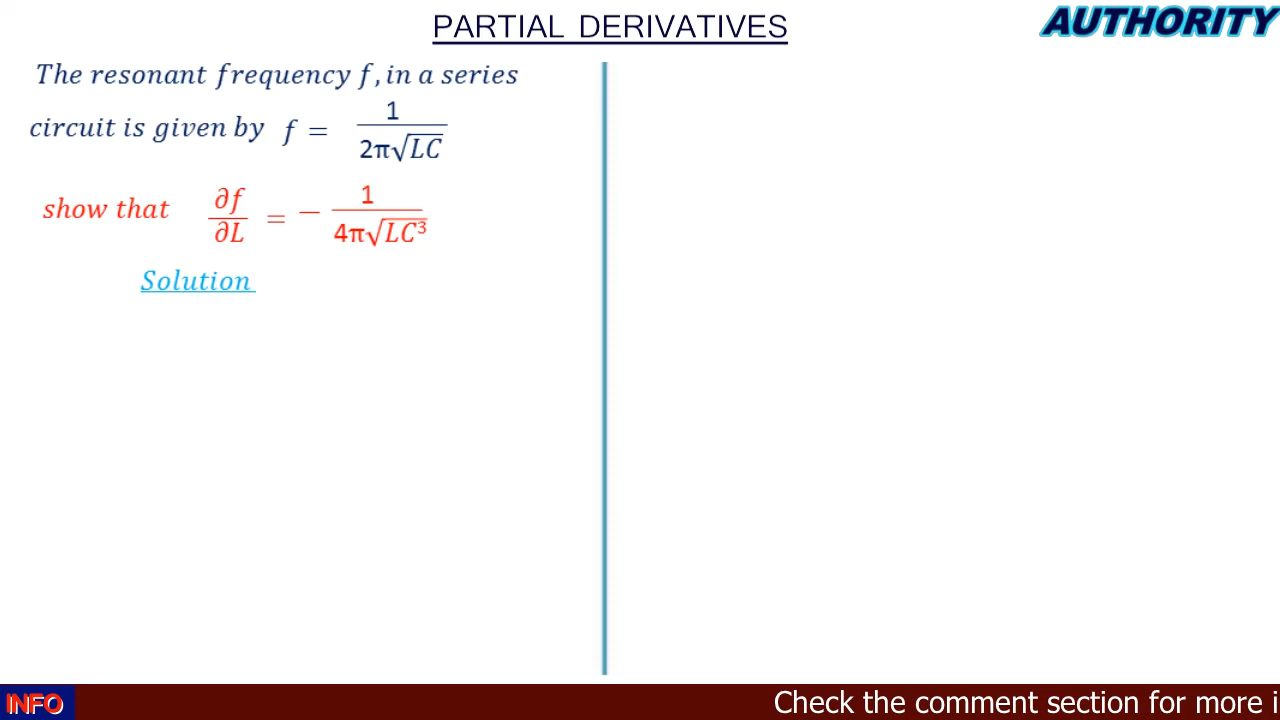 PARTIAL DERIVATIVES
AUTHORITY
The resonant frequency f, in a series
circuit is given by f = 1 / 2π√LC
show that ∂f/∂L = − 1 / 4π√LC³
Solution
INFO
Check the comment section for more i